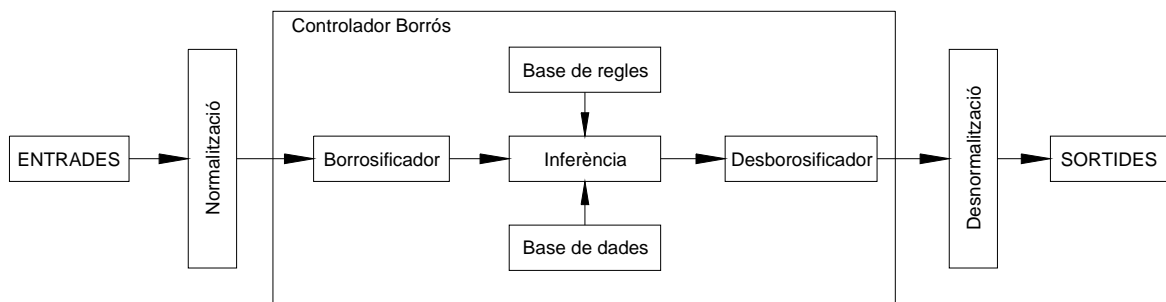 Controlador Borrós
Base de regles
ENTRADES
Normalització
Borrosificador
Inferència
Desborosificador
Desnormalització
SORTIDES
Base de dades